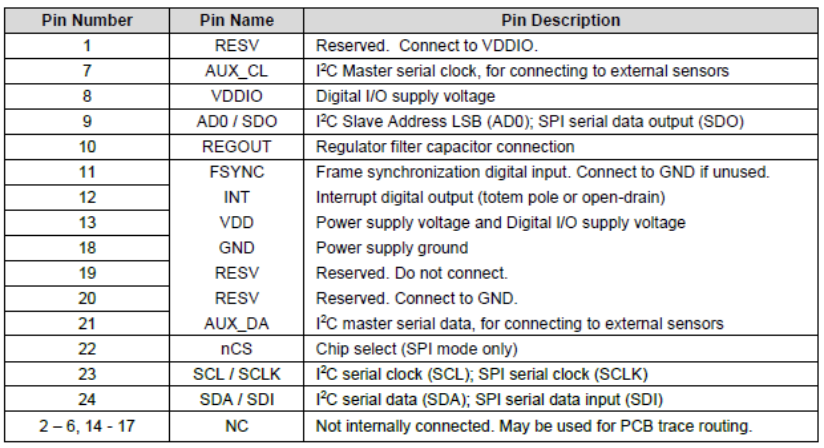 Pin Number Pin Name Pin Description
1 RESV Reserved. Connect to VDDIO.
7 AUX_CL I²C Master serial clock, for connecting to external sensors
8 VDDIO Digital I/O supply voltage
9 AD0 / SDO I²C Slave Address LSB (AD0); SPI serial data output (SDO)
10 REGOUT Regulator filter capacitor connection
11 FSYNC Frame synchronization digital input. Connect to GND if unused.
12 INT Interrupt digital output (totem pole or open-drain)
13 VDD Power supply voltage and Digital I/O supply voltage
18 GND Power supply ground
19 RESV Reserved. Do not connect.
20 RESV Reserved. Connect to GND.
21 AUX_DA I²C master serial data, for connecting to external sensors
22 nCS Chip select (SPI mode only)
23 SCL / SCLK I²C serial clock (SCL); SPI serial clock (SCLK)
24 SDA / SDI I²C serial data (SDA); SPI serial data input (SDI)
2 – 6, 14 - 17 NC Not internally connected. May be used for PCB trace routing.